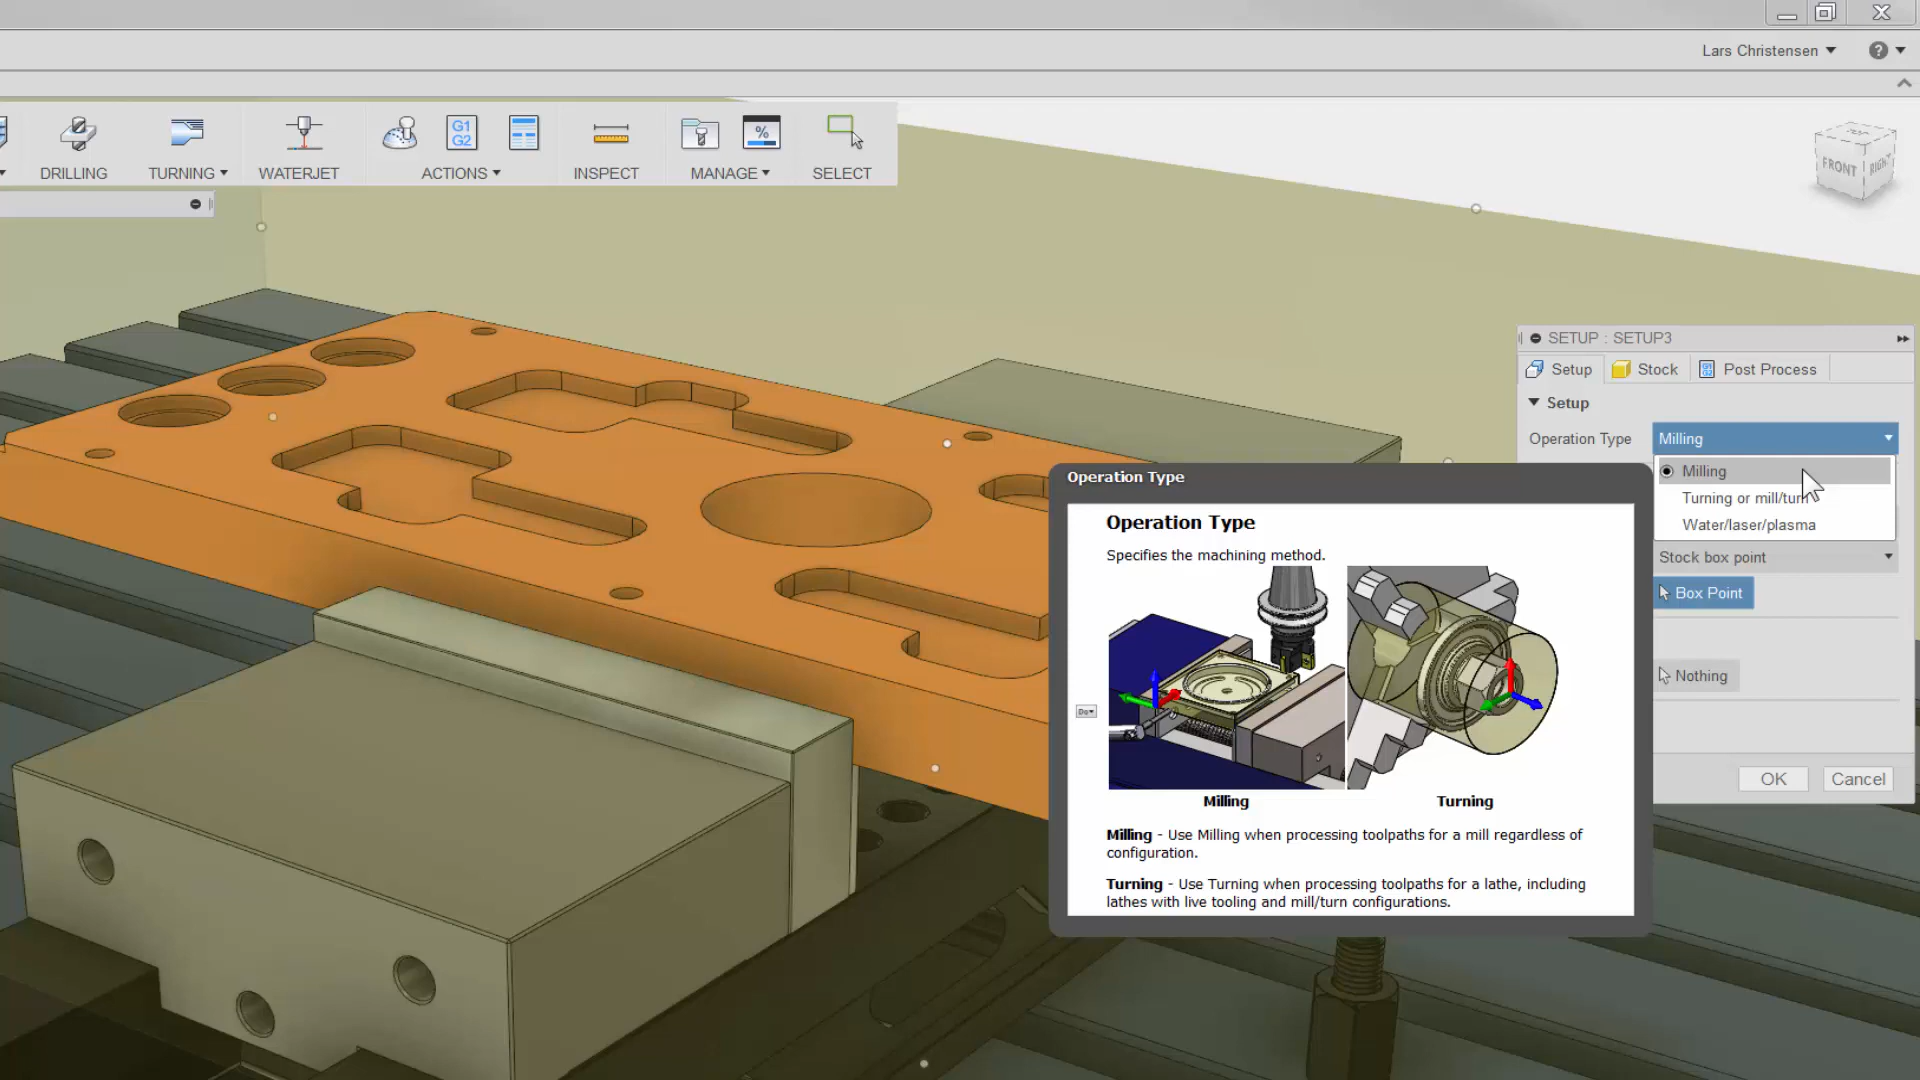 Lars Christensen
?
DRILLING
TURNING
WATERJET
G1
G2
ACTIONS
INSPECT
%
MANAGE
SELECT
TOP
FRONT
RIGHT
SETUP : SETUP3
Setup
Stock
Post Process
Setup
Operation Type
Milling
Milling
Turning or mill/turn
Water/laser/plasma
Stock box point
Box Point
Nothing
OK
Cancel
Operation Type
Operation Type
Specifies the machining method.
Milling
Turning
Milling - Use Milling when processing toolpaths for a mill regardless of
configuration.
Turning - Use Turning when processing toolpaths for a lathe, including
lathes with live tooling and mill/turn configurations.